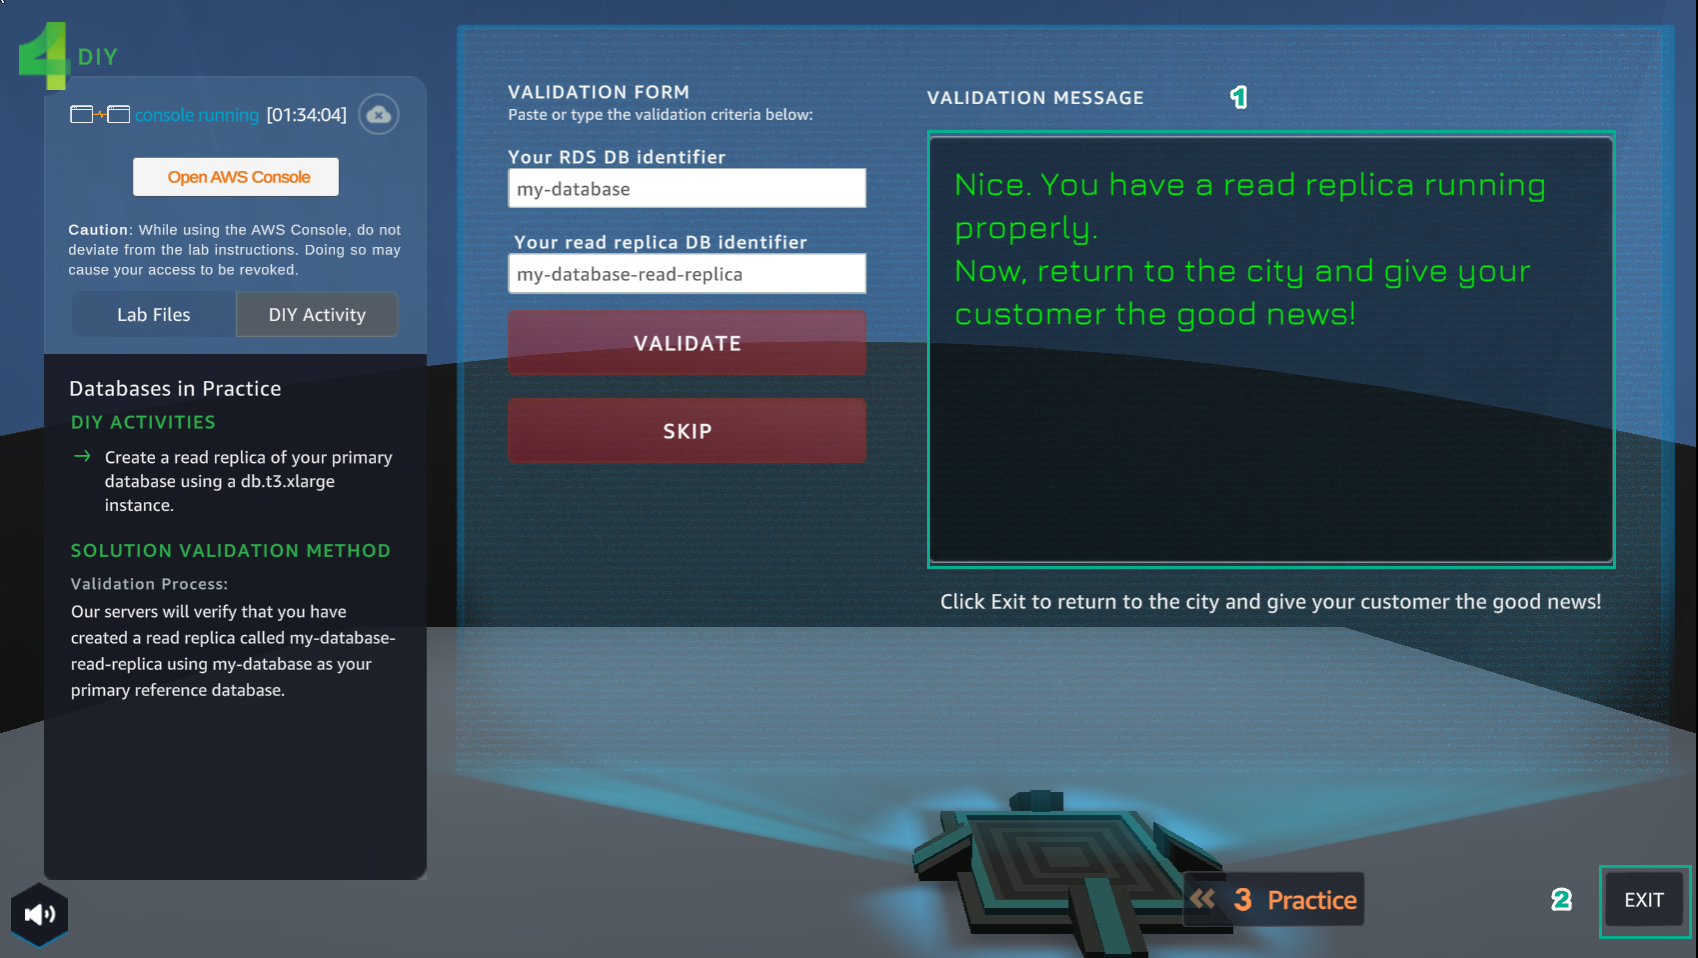 4 DIY
console running [01:34:04]
Open AWS Console
Caution: While using the AWS Console, do not
deviate from the lab instructions. Doing so may
cause your access to be revoked.
Lab Files
DIY Activity
Databases in Practice
DIY ACTIVITIES
→ Create a read replica of your primary
database using a db.t3.xlarge
instance.
SOLUTION VALIDATION METHOD
Validation Process:
Our servers will verify that you have
created a read replica called my-database-
read-replica using my-database as your
primary reference database.
VALIDATION FORM
Paste or type the validation criteria below:
Your RDS DB identifier
my-database
Your read replica DB identifier
my-database-read-replica
VALIDATE
SKIP
VALIDATION MESSAGE
1
Nice. You have a read replica running
properly.
Now, return to the city and give your
customer the good news!
Click Exit to return to the city and give your customer the good news!
3 Practice
2
EXIT